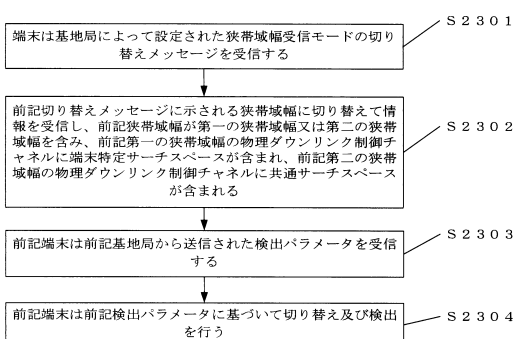 S2301
端末は基地局によって設定された狭帯域幅受信モードの切り
替えメッセージを受信する
S2302
前記切り替えメッセージに示される狭帯域幅に切り替えて情
報を受信し、前記狭帯域幅が第一の狭帯域幅又は第二の狭帯
域幅を含み、前記第一の狭帯域幅の物理ダウンリンク制御チ
ャネルに端末特定サーチスペースが含まれ、前記第二の狭帯
域幅の物理ダウンリンク制御チャネルに共通サーチスペース
が含まれる
S2303
前記端末は前記基地局から送信された検出パラメータを受信
する
S2304
前記端末は前記検出パラメータに基づいて切り替え及び検出
を行う